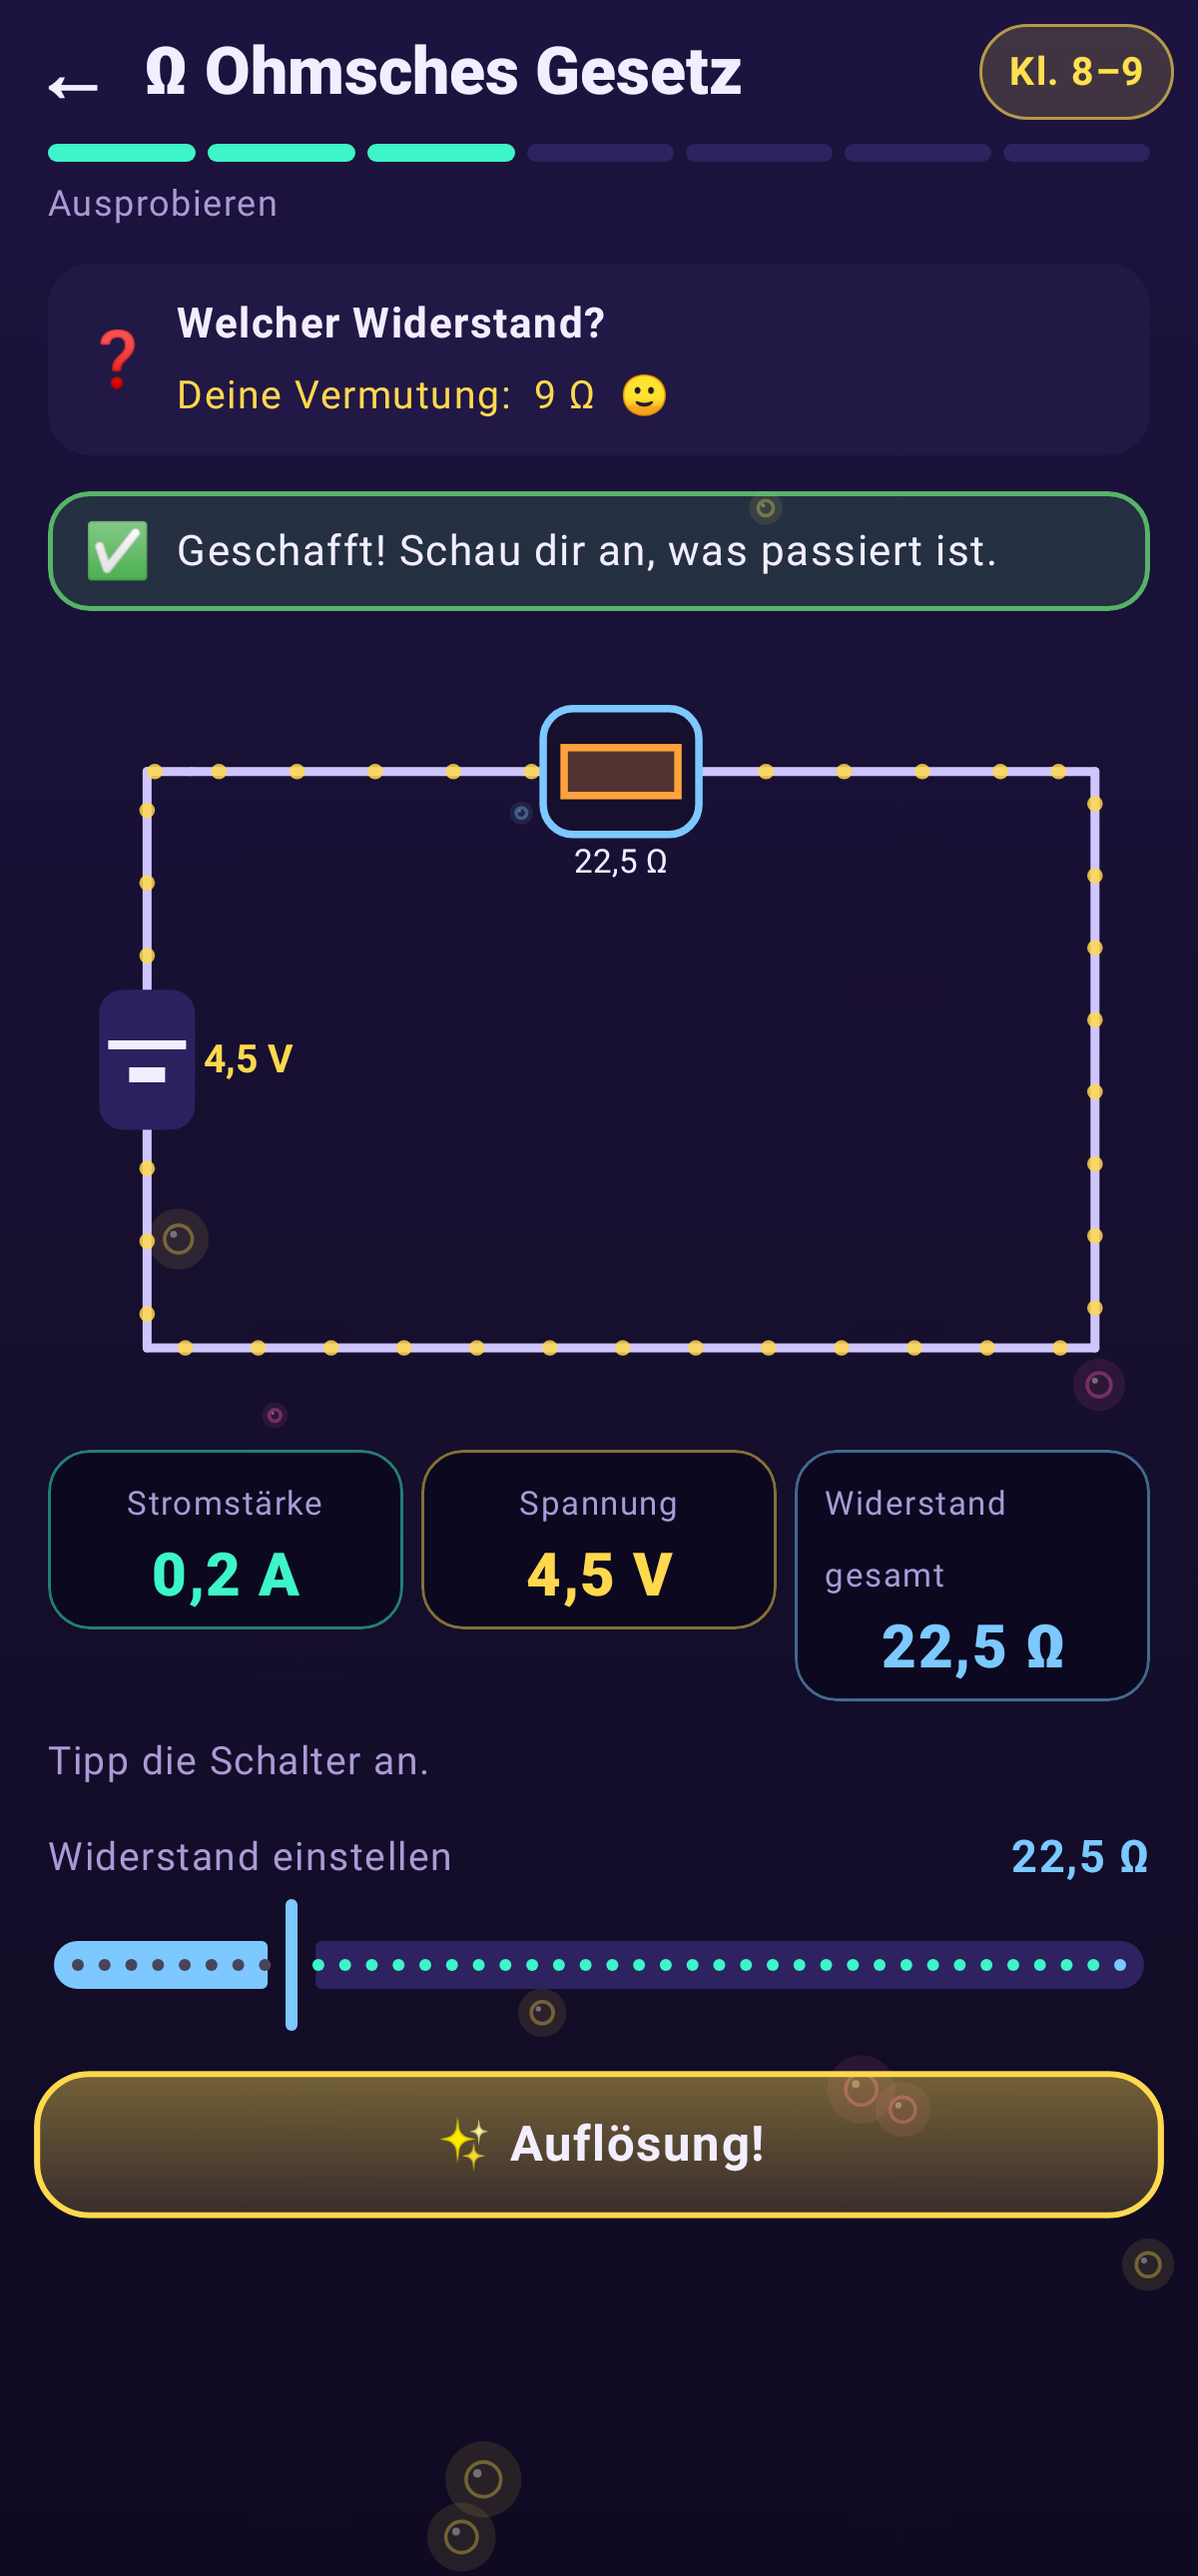 ← Ω Ohmsches Gesetz
Kl. 8–9
Ausprobieren
❓ Welcher Widerstand?
Deine Vermutung: 9 Ω 🙂
✅ Geschafft! Schau dir an, was passiert ist.
22,5 Ω
4,5 V
Stromstärke
0,2 A
Spannung
4,5 V
Widerstand
gesamt
22,5 Ω
Tipp die Schalter an.
Widerstand einstellen
22,5 Ω
✨ Auflösung!